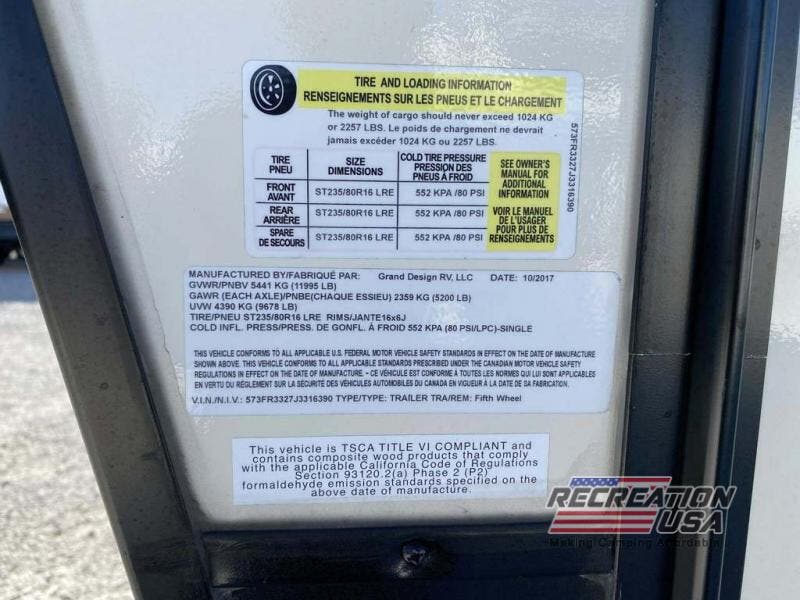 TIRE AND LOADING INFORMATION
RENSEIGNEMENTS SUR LES PNEUS ET LE CHARGEMENT
The weight of cargo should never exceed 1024 KG
or 2257 LBS. Le poids de chargement ne devrait
jamais excéder 1024 KG ou 2257 LBS.
TIRE
PNEU
SIZE
DIMENSIONS
COLD TIRE PRESSURE
PRESSION DES
PNEUS À FROID
FRONT
AVANT
ST235/80R16 LRE
552 KPA /80 PSI
REAR
ARRIÈRE
ST235/80R16 LRE
552 KPA /80 PSI
SPARE
DE SECOURS
ST235/80R16 LRE
552 KPA /80 PSI
SEE OWNER'S
MANUAL FOR
ADDITIONAL
INFORMATION
VOIR LE MANUEL
DE L'USAGER
POUR PLUS DE
RENSEIGNEMENTS
573FR3327J3316390
MANUFACTURED BY/FABRIQUÉ PAR: Grand Design RV, LLC DATE: 10/2017
GVWR/PNBV 5441 KG (11995 LB)
GAWR (EACH AXLE)/PNBE(CHAQUE ESSIEU) 2359 KG (5200 LB)
UVW 4390 KG (9678 LB)
TIRE/PNEU ST235/80R16 LRE RIMS/JANTE16x6J
COLD INFL. PRESS/PRESS. DE GONFL. À FROID 552 KPA (80 PSI/LPC)-SINGLE
THIS VEHICLE CONFORMS TO ALL APPLICABLE U.S. FEDERAL MOTOR VEHICLE SAFETY STANDARDS IN EFFECT ON THE DATE OF MANUFACTURE
SHOWN ABOVE. THIS VEHICLE CONFORMS TO ALL APPLICABLE STANDARDS PRESCRIBED UNDER THE CANADIAN MOTOR VEHICLE SAFETY
REGULATIONS IN EFFECT ON THE DATE OF MANUFACTURE. - CE VÉHICULE EST CONFORME À TOUTES LES NORMES QUI LUI SONT APPLICABLES
EN VERTU DU RÉGLEMENT SUR LA SÉCURITÉ DES VÉHICULES AUTOMOBILES DU CANADA EN VIGUEUR À LA DATE DE SA FABRICATION.
V.I.N./N.I.V.: 573FR3327J3316390 TYPE/TYPE: TRAILER TRA/REM: Fifth Wheel
This vehicle is TSCA TITLE VI COMPLIANT and
contains composite wood products that comply
with the applicable California Code of Regulations
Section 93120.2(a) Phase 2 (P2)
formaldehyde emission standards specified on the
above date of manufacture.
RECREATION
USA
Making Camping Affordable